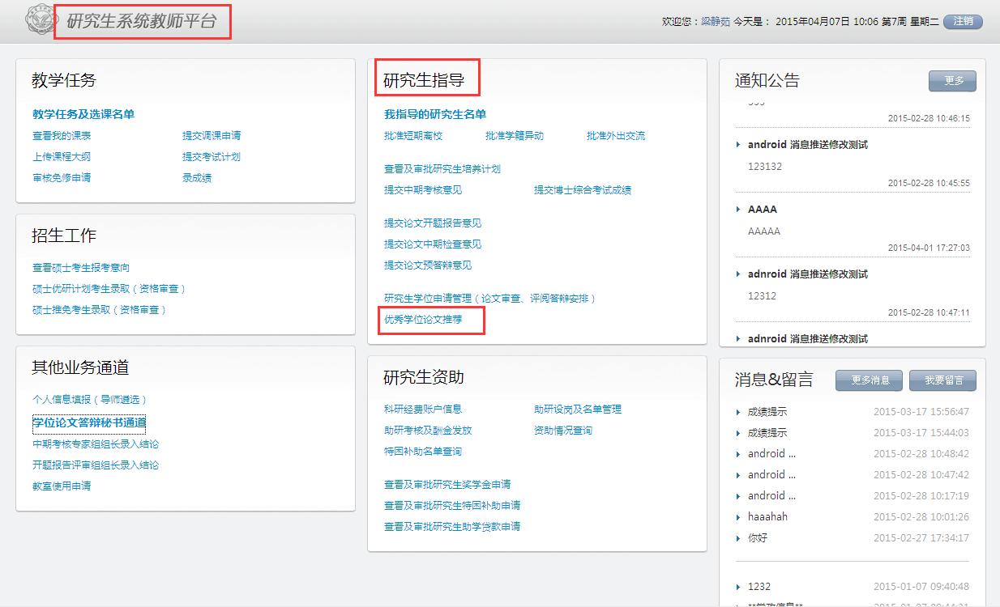 研究生系统教师平台
欢迎您：梁静茹 今天是： 2015年04月07日 10:06 第7周 星期二 注销
教学任务
教学任务及选课名单
查看我的课表 提交调课申请
上传课程大纲 提交考试计划
审核免修申请 录成绩
招生工作
查看硕士考生报考意向
硕士优研计划考生录取（资格审查）
硕士推免考生录取（资格审查）
其他业务通道
个人信息填报（导师遴选）
学位论文答辩秘书通道
中期考核专家组组长录入结论
开题报告评审组组长录入结论
教室使用申请
研究生指导
我指导的研究生名单
批准短期离校 批准学籍异动 批准外出交流
查看及审批研究生培养计划
提交中期考核意见 提交博士综合考试成绩
提交论文开题报告意见
提交论文中期检查意见
提交论文预答辩意见
研究生学位申请管理（论文审查、评阅答辩安排）
优秀学位论文推荐
研究生资助
科研经费账户信息 助研设岗及名单管理
助研考核及酬金发放 资助情况查询
特困补助名单查询
查看及审批研究生奖学金申请
查看及审批研究生特困补助申请
查看及审批研究生助学贷款申请
通知公告 更多
2015-02-28 10:46:15
android 消息推送修改测试
123132
2015-02-28 10:45:55
AAAA
AAAAA
2015-04-01 17:27:03
adnroid 消息推送修改测试
12312
2015-02-28 10:47:11
adnroid 消息推送修改测试
消息&留言 更多消息 我要留言
成绩提示 2015-03-17 15:56:47
成绩提示 2015-03-17 15:44:03
android ... 2015-02-28 10:48:42
android ... 2015-02-28 10:47:42
android ... 2015-02-28 10:17:19
haaahah 2015-02-28 10:01:26
你好 2015-02-27 17:34:17
1232 2015-01-07 09:40:48